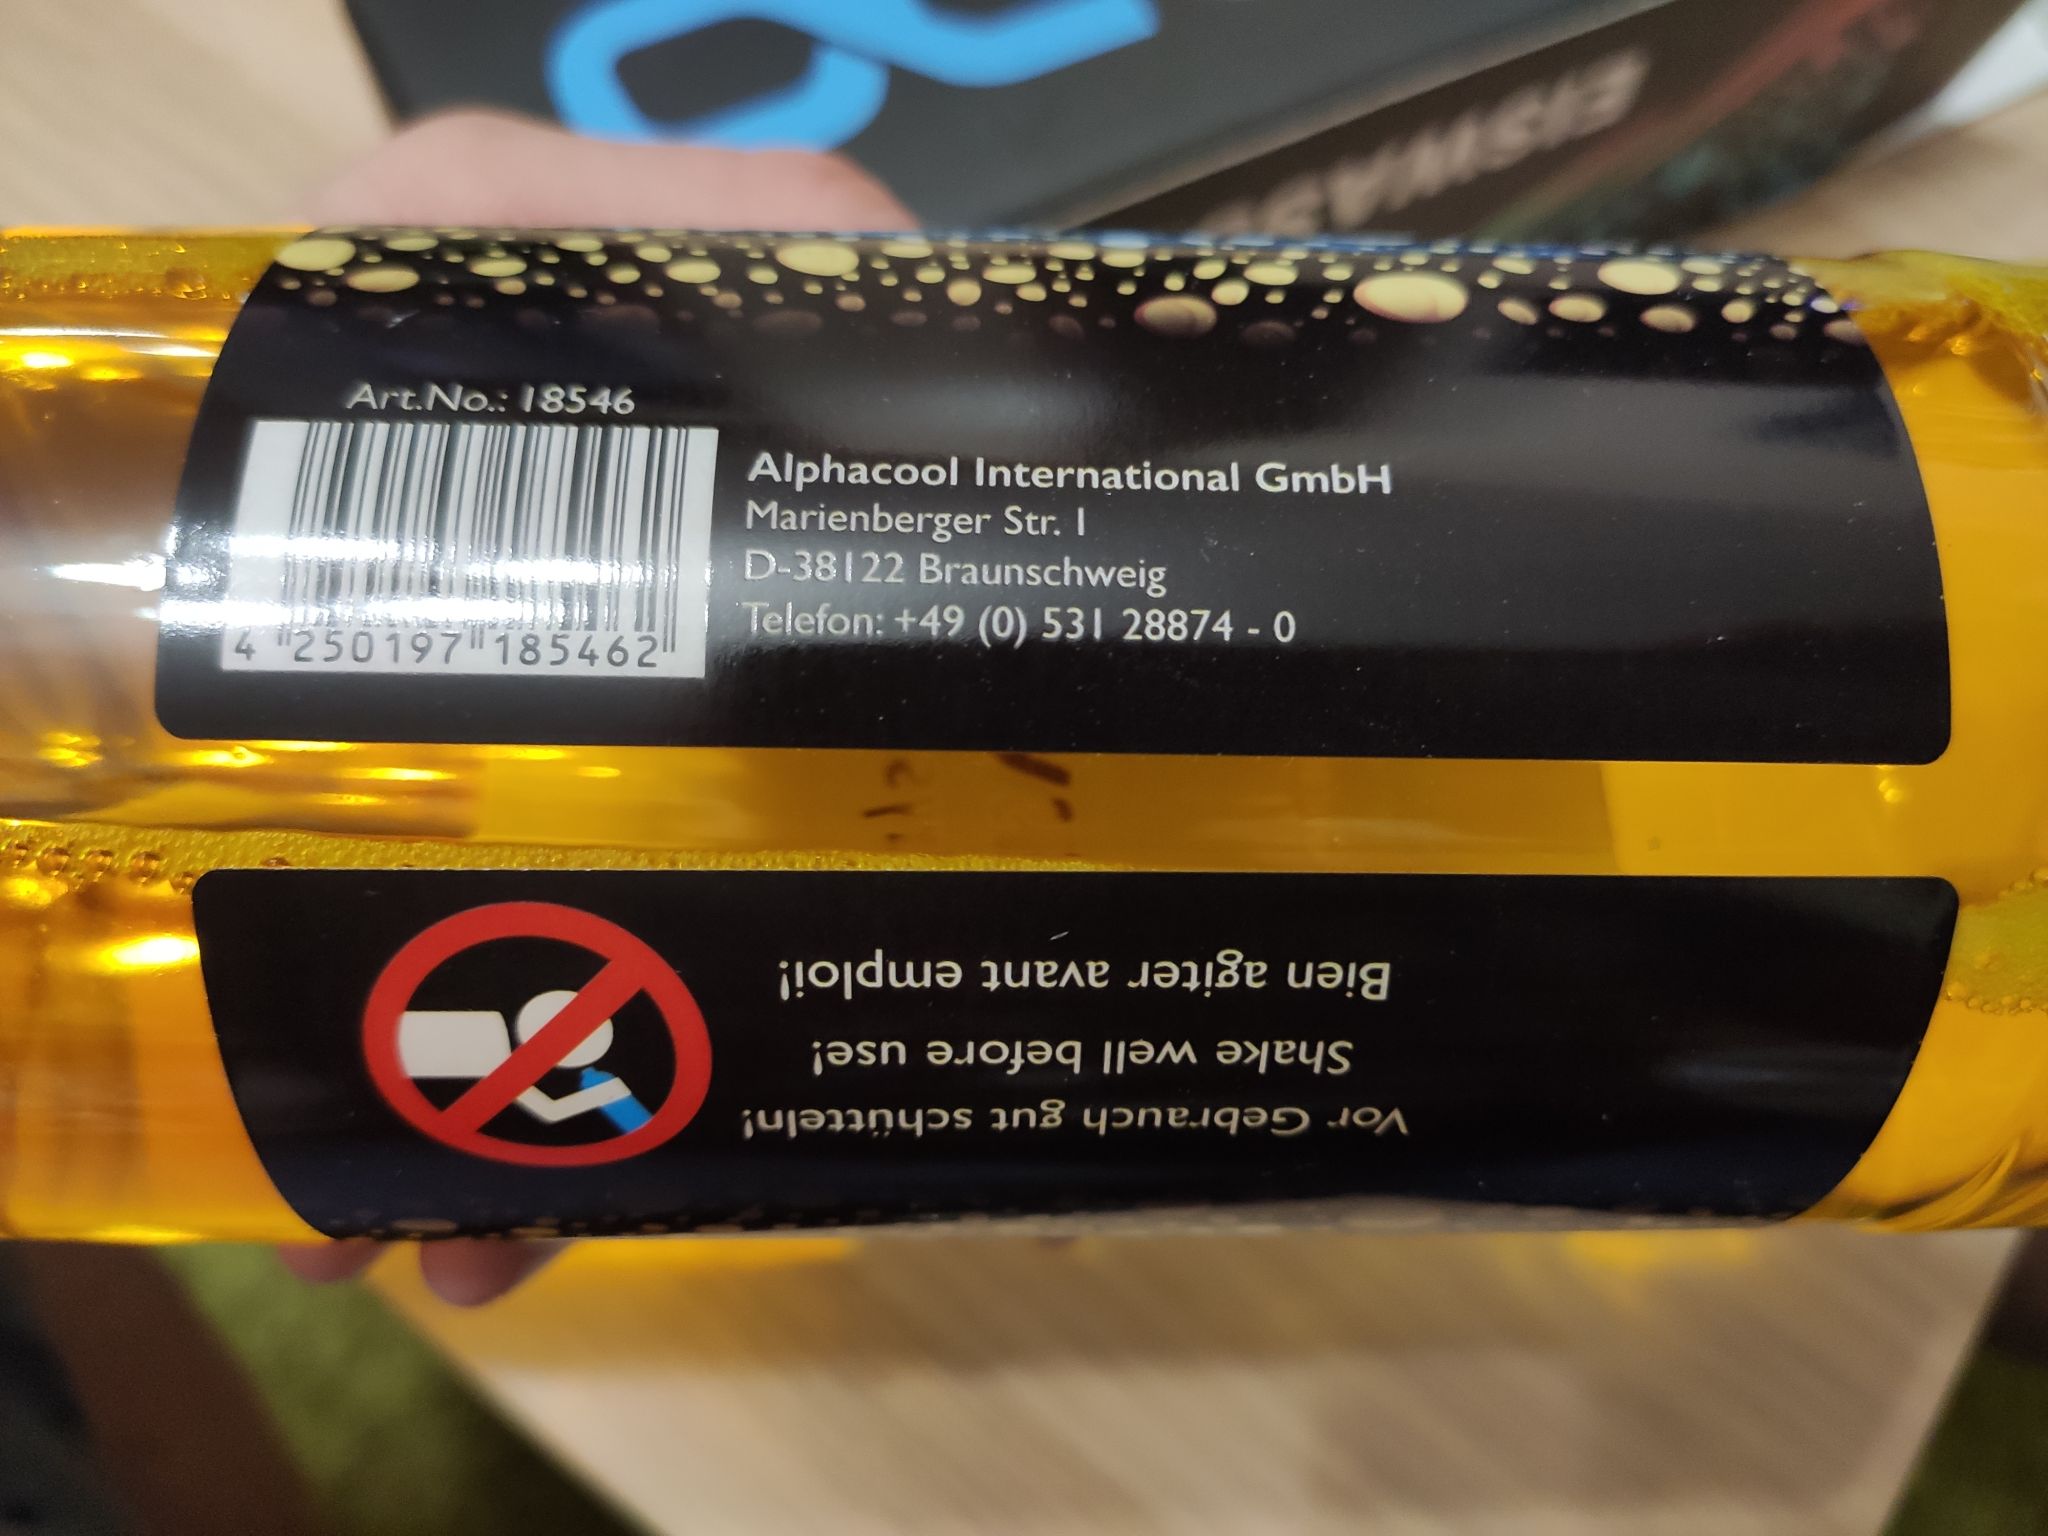 EISWASS
Art.No.: 18546
4 250197 185462
Alphacool International GmbH
Marienberger Str. 1
D-38122 Braunschweig
Telefon: +49 (0) 531 28874 - 0
Vor Gebrauch gut schütteln!
Shake well before use!
Bien agiter avant emploi!